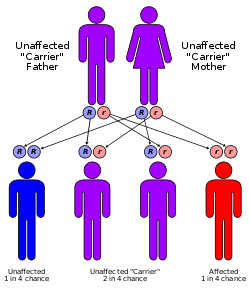 Unaffected
"Carrier"
Father
Unaffected
"Carrier"
Mother
R r R r
R R R r R r r r
Unaffected
1 in 4 chance
Unaffected "Carrier"
2 in 4 chance
Affected
1 in 4 chance